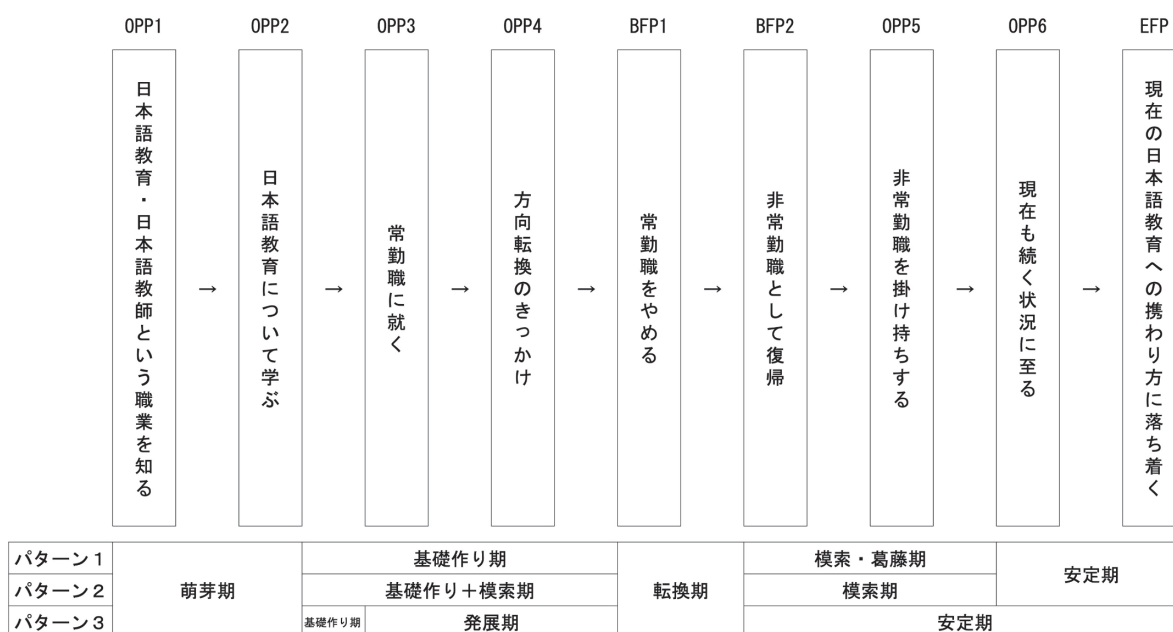 OPP1 OPP2 OPP3 OPP4 BFP1 BFP2 OPP5 OPP6 EFP
日本語教育・日本語教師という職業を知る
→
日本語教育について学ぶ
→
常勤職に就く
→
方向転換のきっかけ
→
常勤職をやめる
→
非常勤職として復帰
→
非常勤職を掛け持ちする
→
現在も続く状況に至る
→
現在の日本語教育への携わり方に落ち着く
パターン1 基礎作り期 模索・葛藤期
パターン2 萌芽期 基礎作り+模索期 転換期 模索期 安定期
パターン3 基礎作り期 発展期 安定期